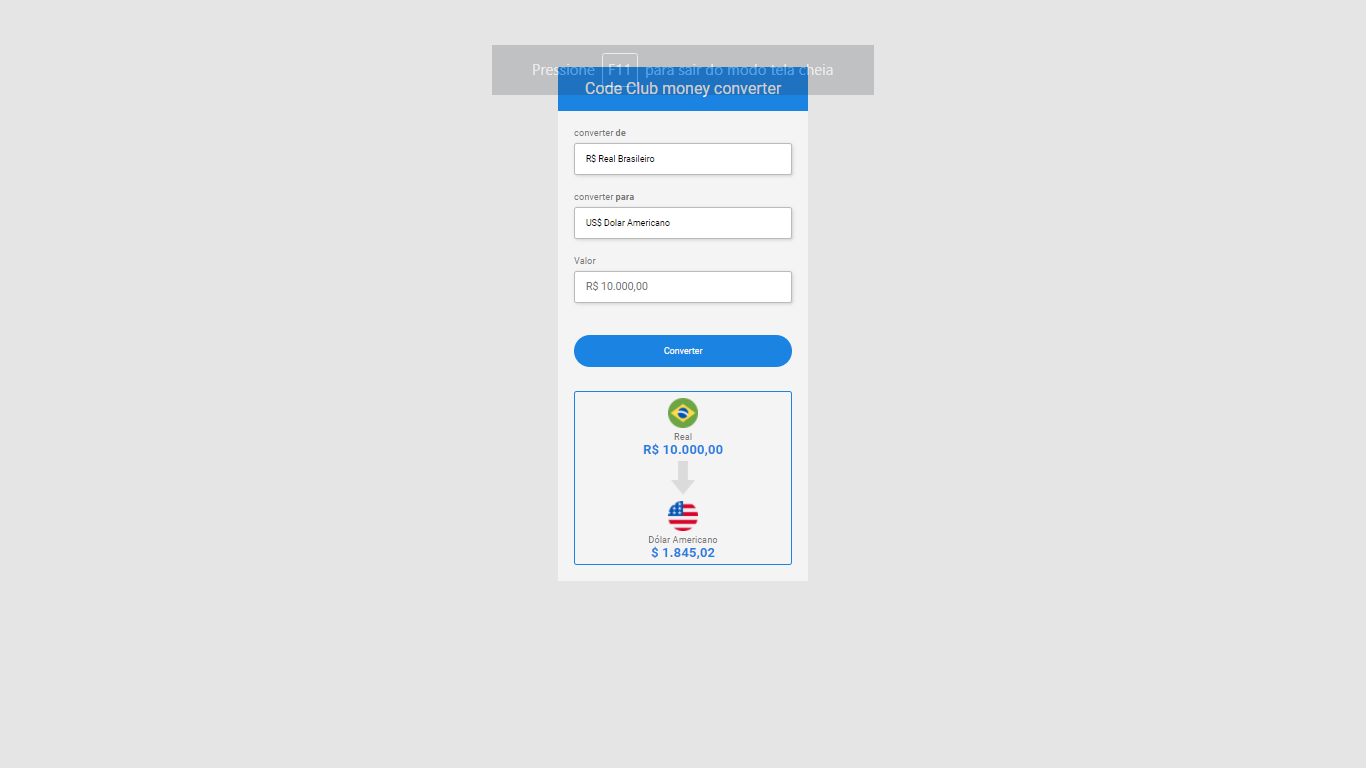 Pressione F11 para sair do modo tela cheia
Code Club money converter
converter de
R$ Real Brasileiro
converter para
US$ Dolar Americano
Valor
R$ 10.000,00
Converter
Real
R$ 10.000,00
Dólar Americano
$ 1.845,02